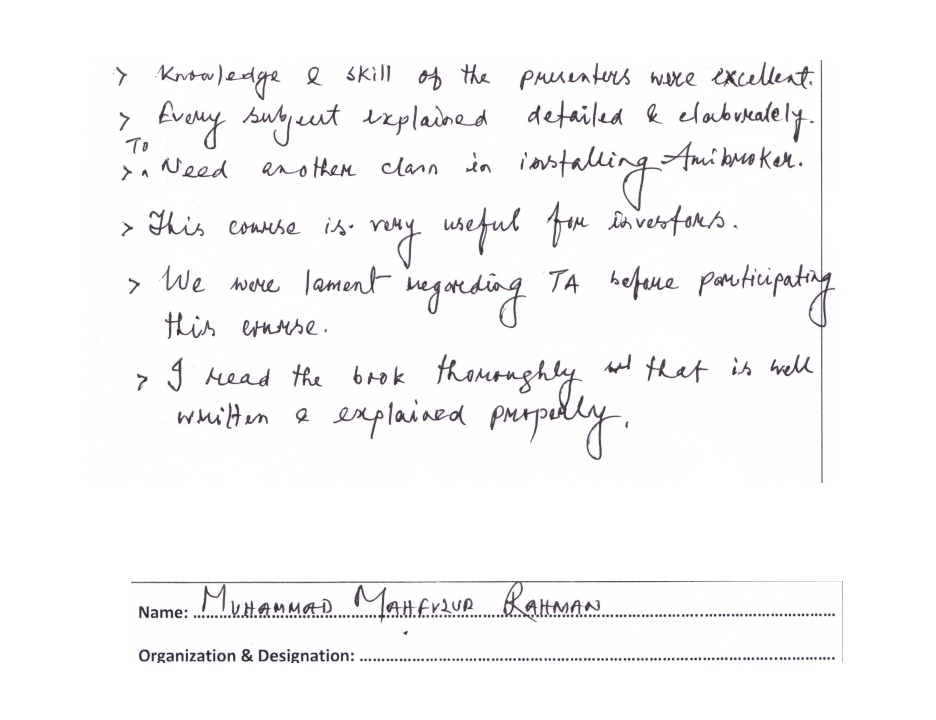 > Knowledge & skill of the presenters were excellent.
> Every subject explained detailed & elaborately.
To
> ^ Need another class in installing Amibroker.
> This course is very useful for investors.
> We were lament regarding TA before participating
this course.
> I read the book thoroughly that is well
written & explained properly.
Name: MUHAMMAD MAHFUZUR RAHMAN
Organization & Designation: